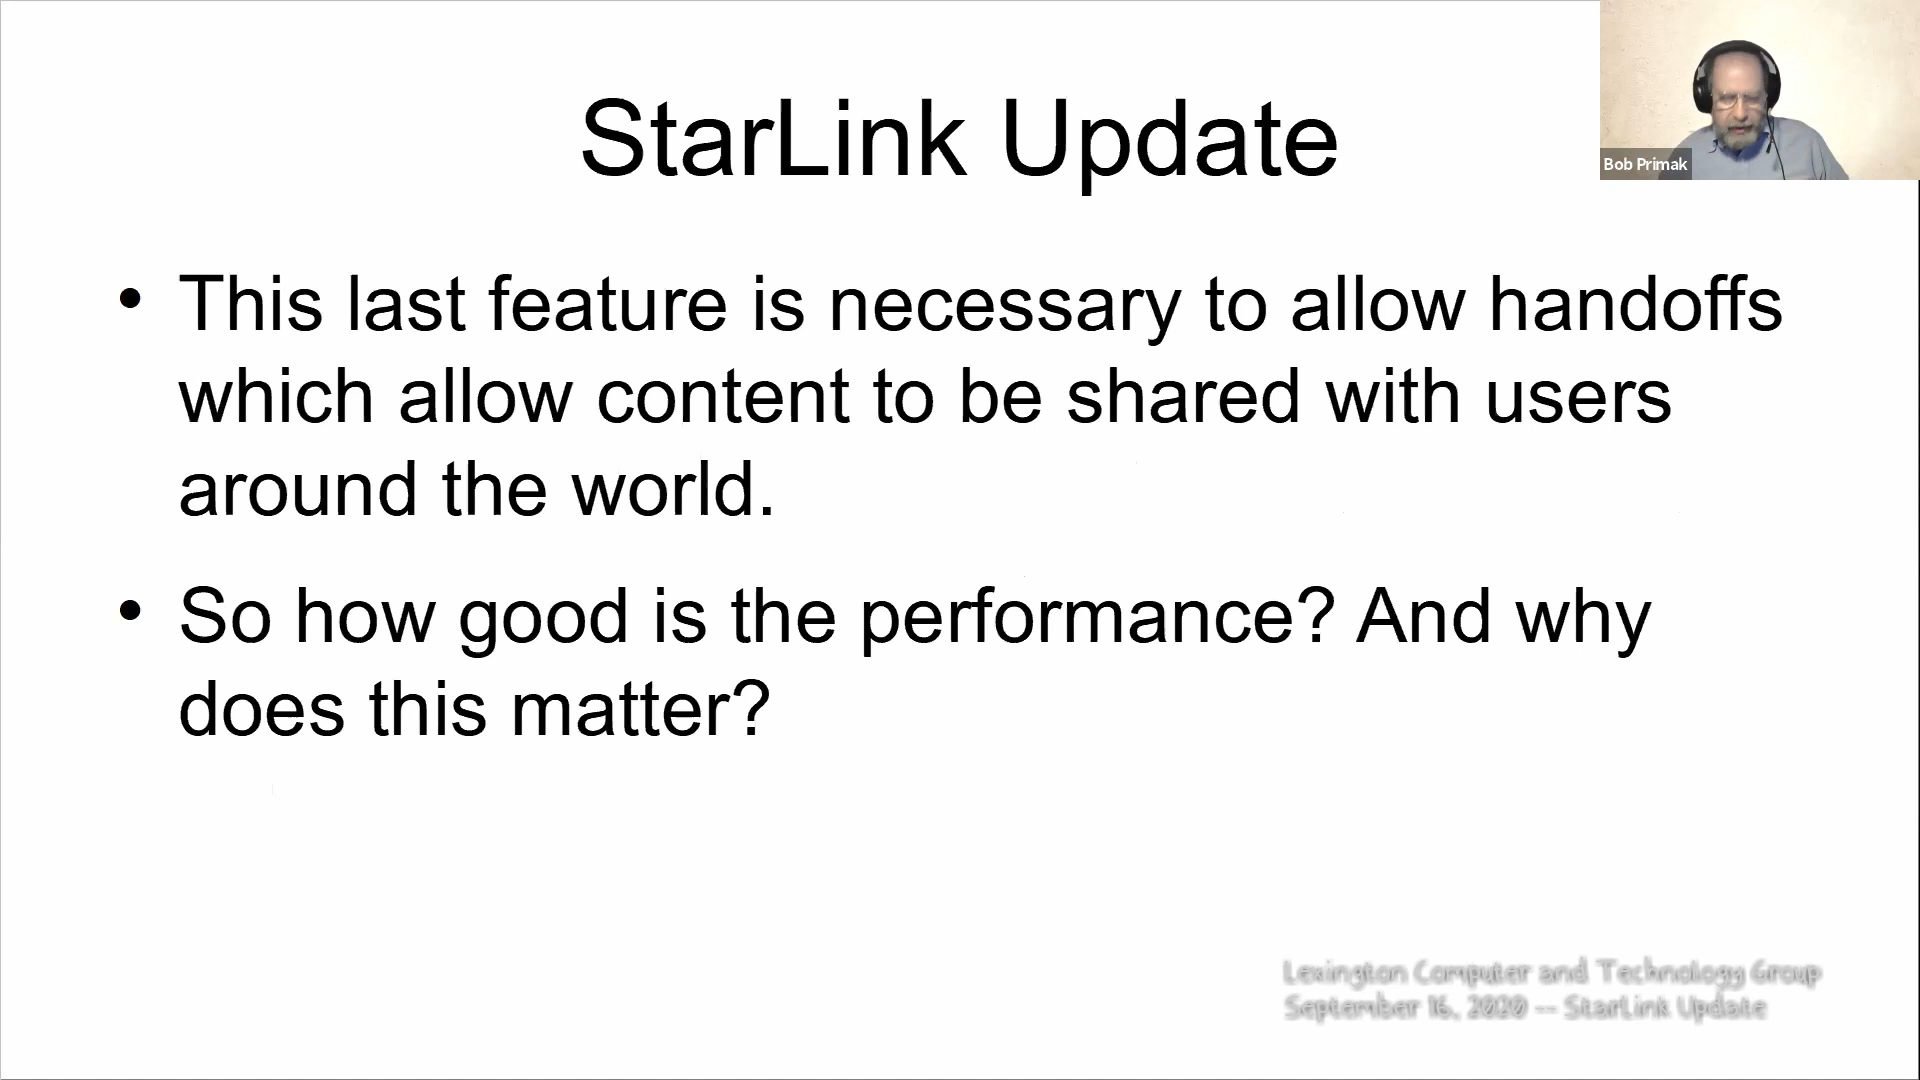 StarLink Update
Bob Primak
• This last feature is necessary to allow handoffs
which allow content to be shared with users
around the world.
• So how good is the performance? And why
does this matter?
Lexington Computer and Technology Group
September 16, 2020 -- StarLink Update